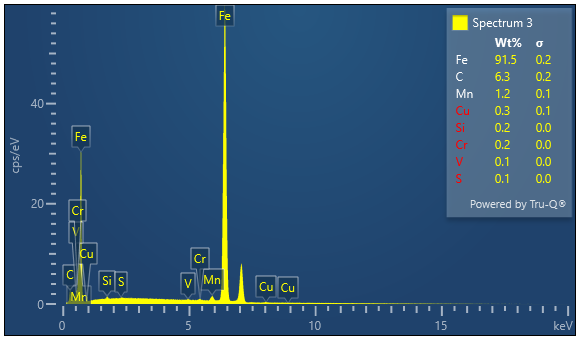 Spectrum 3
Wt% σ
Fe 91.5 0.2
C 6.3 0.2
Mn 1.2 0.1
Cu 0.3 0.1
Si 0.2 0.0
Cr 0.2 0.0
V 0.1 0.0
S 0.1 0.0
Powered by Tru-Q®
Fe
Fe
Cr
V
Cu
C
Mn
Si
S
V
Cr
Mn
Cu
Cu
cps/eV
40
20
0
0 5 10 15 keV